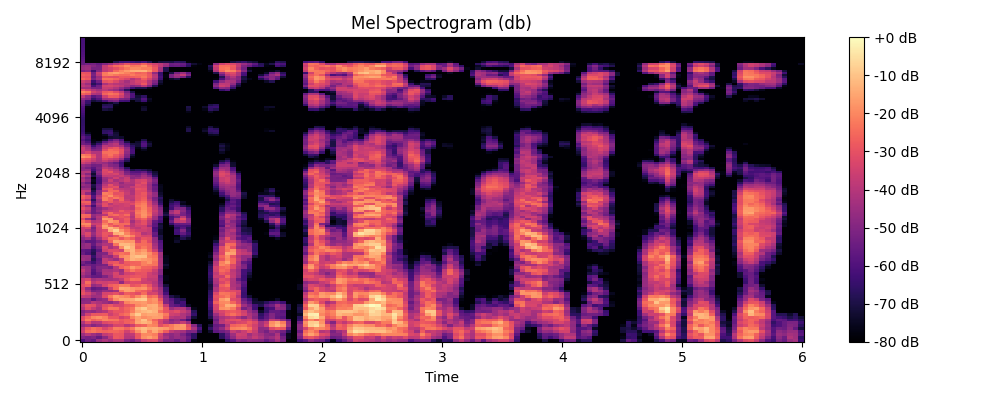 Mel Spectrogram (db)
Hz
8192
4096
2048
1024
512
0
0 1 2 3 4 5 6
Time
+0 dB
-10 dB
-20 dB
-30 dB
-40 dB
-50 dB
-60 dB
-70 dB
-80 dB